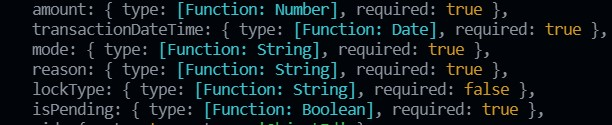 amount: { type: [Function: Number], required: true },
transactionDateTime: { type: [Function: Date], required: true },
mode: { type: [Function: String], required: true },
reason: { type: [Function: String], required: true },
lockType: { type: [Function: String], required: false },
isPending: { type: [Function: Boolean], required: true },